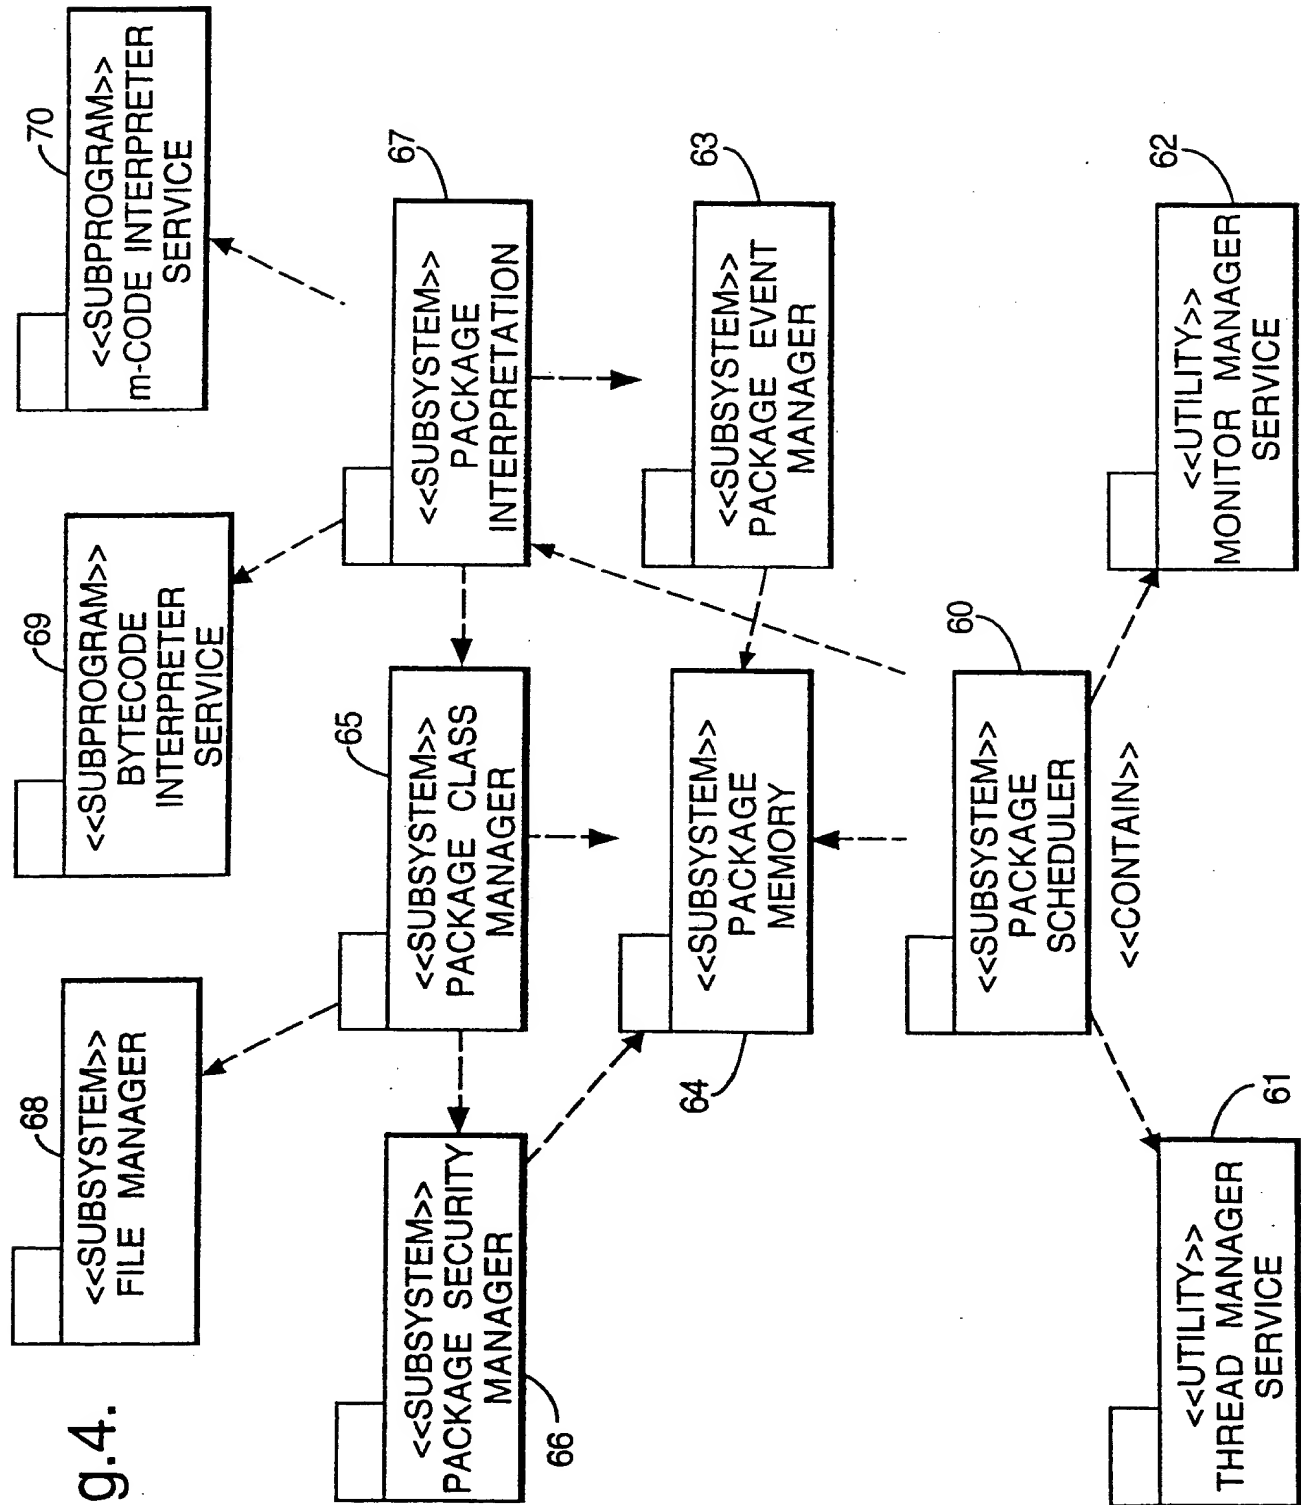 g.4.
68
<<SUBSYSTEM>>
FILE MANAGER
69
<<SUBPROGRAM>>
BYTECODE
INTERPRETER
SERVICE
70
<<SUBPROGRAM>>
m-CODE INTERPRETER
SERVICE
<<SUBSYSTEM>>
PACKAGE SECURITY
MANAGER
66
65
<<SUBSYSTEM>>
PACKAGE CLASS
MANAGER
67
<<SUBSYSTEM>>
PACKAGE
INTERPRETATION
<<SUBSYSTEM>>
PACKAGE
MEMORY
64
63
<<SUBSYSTEM>>
PACKAGE EVENT
MANAGER
60
<<SUBSYSTEM>>
PACKAGE
SCHEDULER
<<CONTAIN>>
61
<<UTILITY>>
THREAD MANAGER
SERVICE
62
<<UTILITY>>
MONITOR MANAGER
SERVICE